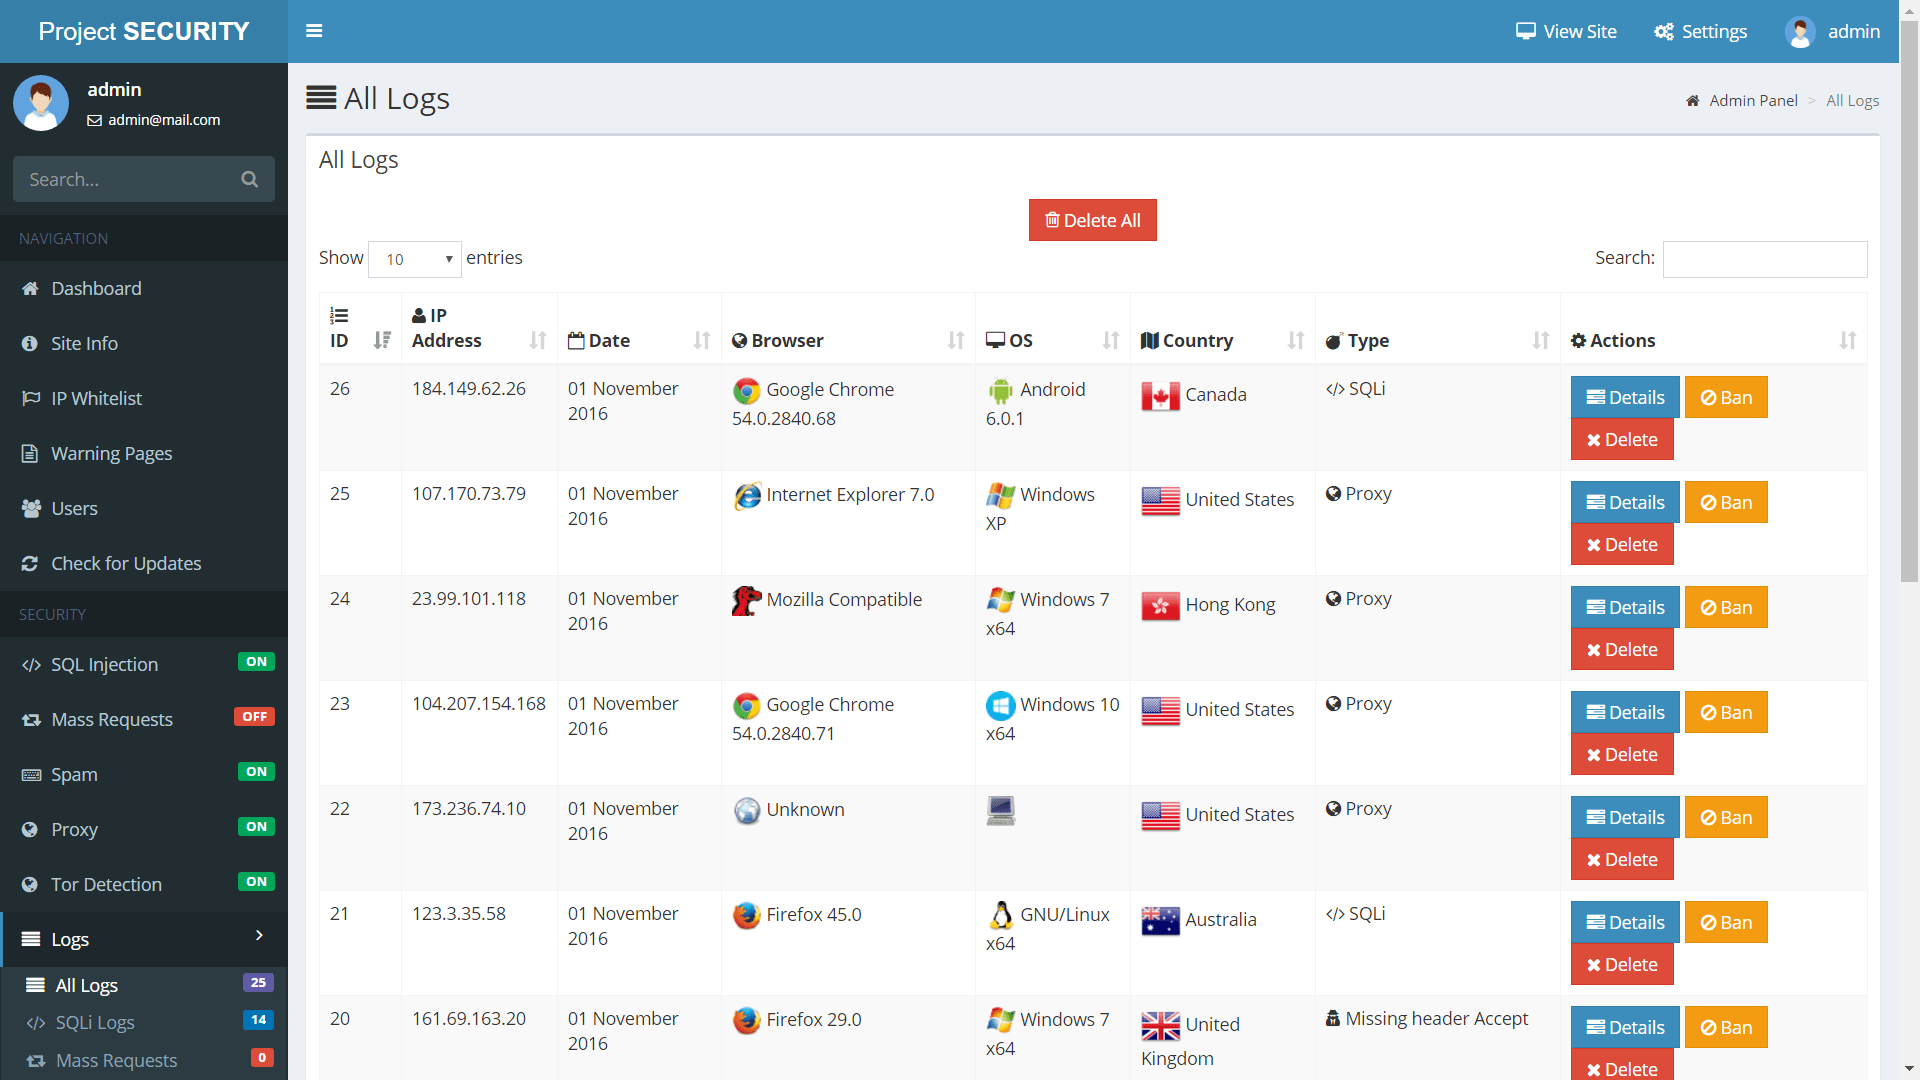 Project SECURITY
View Site
Settings
admin
admin
admin@mail.com
Search...
NAVIGATION
Dashboard
Site Info
IP Whitelist
Warning Pages
Users
Check for Updates
SECURITY
SQL Injection ON
Mass Requests OFF
Spam ON
Proxy ON
Tor Detection ON
Logs
All Logs 25
SQLi Logs 14
Mass Requests 0
All Logs
Admin Panel > All Logs
All Logs
Delete All
Show 10 entries
Search:
ID
IP Address
Date
Browser
OS
Country
Type
Actions
26 184.149.62.26 01 November 2016 Google Chrome 54.0.2840.68 Android 6.0.1 Canada SQLi Details Ban Delete
25 107.170.73.79 01 November 2016 Internet Explorer 7.0 Windows XP United States Proxy Details Ban Delete
24 23.99.101.118 01 November 2016 Mozilla Compatible Windows 7 x64 Hong Kong Proxy Details Ban Delete
23 104.207.154.168 01 November 2016 Google Chrome 54.0.2840.71 Windows 10 x64 United States Proxy Details Ban Delete
22 173.236.74.10 01 November 2016 Unknown United States Proxy Details Ban Delete
21 123.3.35.58 01 November 2016 Firefox 45.0 GNU/Linux x64 Australia SQLi Details Ban Delete
20 161.69.163.20 01 November 2016 Firefox 29.0 Windows 7 x64 United Kingdom Missing header Accept Details Ban Delete